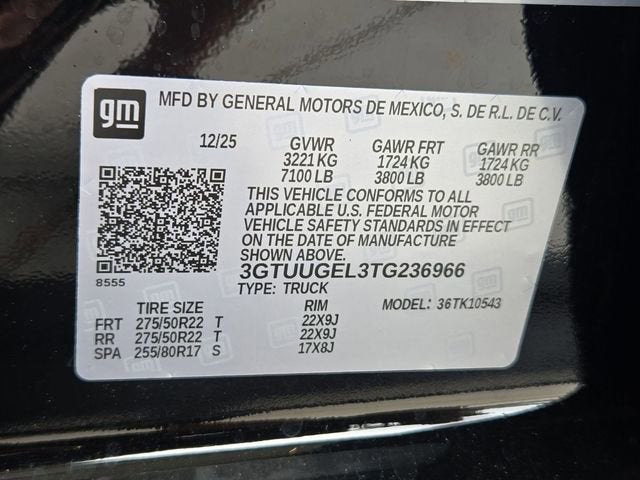 gm MFD BY GENERAL MOTORS DE MEXICO, S. DE R.L. DE C.V.
12/25 GVWR GAWR FRT GAWR RR
3221 KG 1724 KG 1724 KG
7100 LB 3800 LB 3800 LB
THIS VEHICLE CONFORMS TO ALL
APPLICABLE U.S. FEDERAL MOTOR
VEHICLE SAFETY STANDARDS IN EFFECT
ON THE DATE OF MANUFACTURE
SHOWN ABOVE.
3GTUUGEL3TG236966
8555
TYPE: TRUCK
TIRE SIZE RIM MODEL: 36TK10543
FRT 275/50R22 T 22X9J
RR 275/50R22 T 22X9J
SPA 255/80R17 S 17X8J